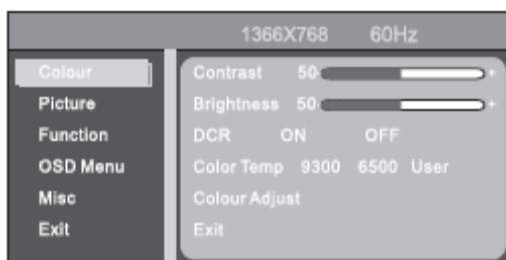 1366X768 60Hz
Colour
Picture
Function
OSD Menu
Misc
Exit
Contrast 50 +
Brightness 50 +
DCR ON OFF
Color Temp 9300 6500 User
Colour Adjust
Exit